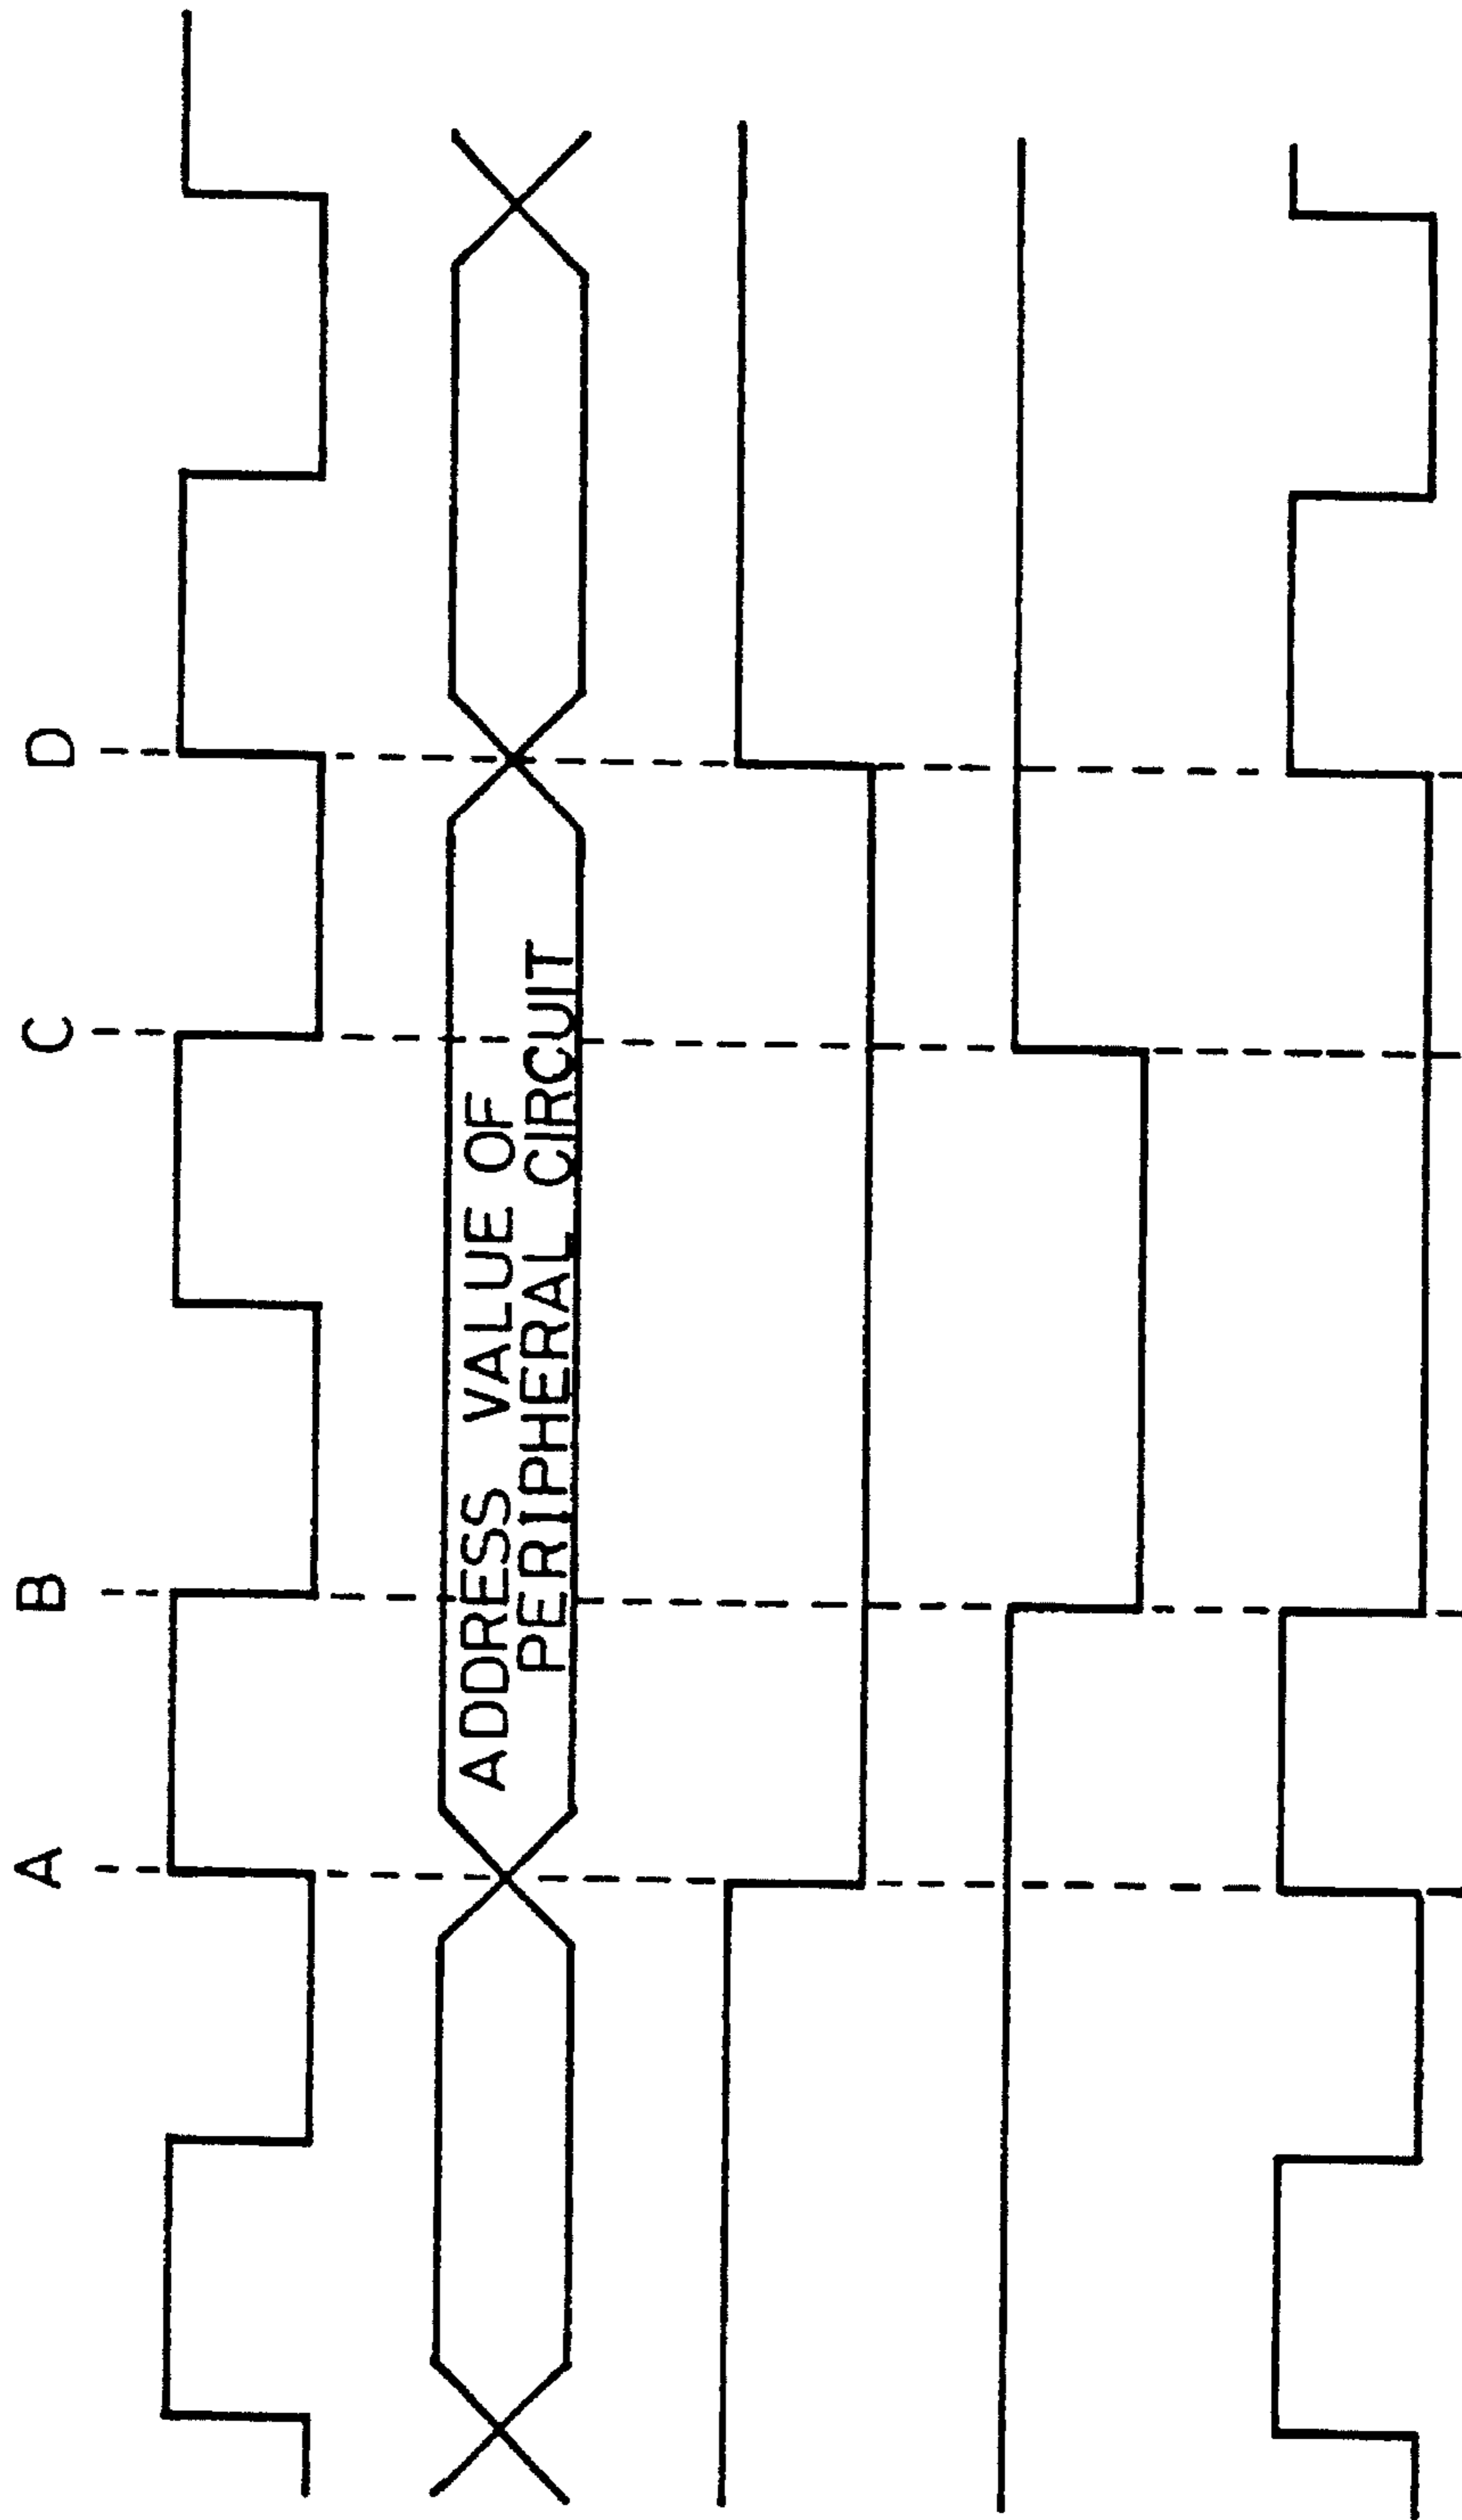 A B C D
ADDRESS VALUE OF
PERIPHERAL CIRCUIT